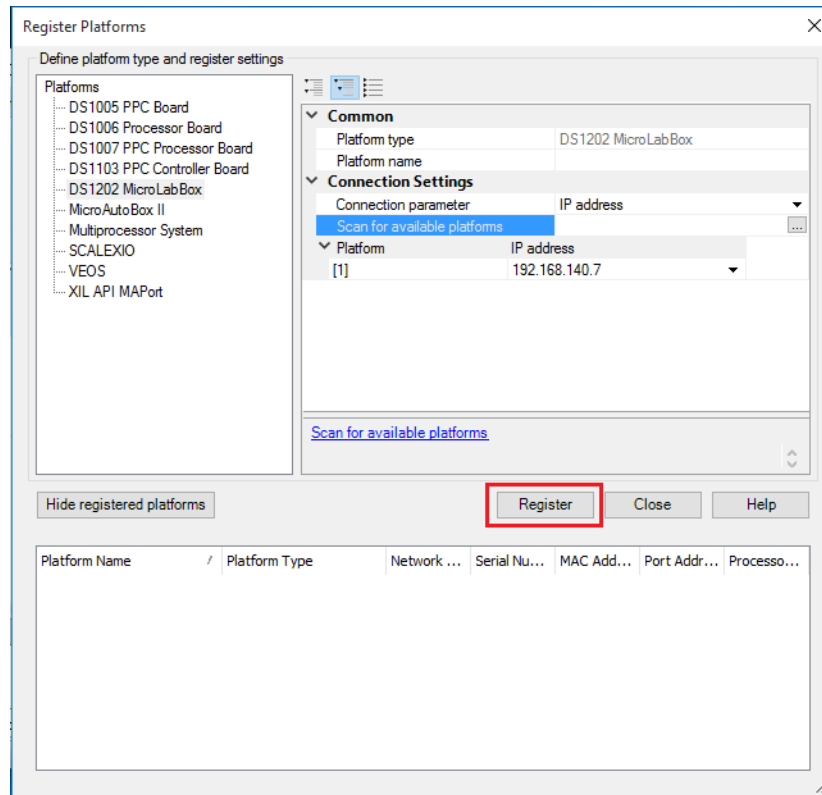 Register Platforms
Define platform type and register settings
Platforms
DS1005 PPC Board
DS1006 Processor Board
DS1007 PPC Processor Board
DS1103 PPC Controller Board
DS1202 MicroLabBox
MicroAutoBox II
Multiprocessor System
SCALEXIO
VEOS
XIL API MAPort
Common
Platform type DS1202 MicroLabBox
Platform name
Connection Settings
Connection parameter IP address
Scan for available platforms ...
Platform IP address
[1] 192.168.140.7
Scan for available platforms
Hide registered platforms Register Close Help
Platform Name / Platform Type Network ... Serial Nu... MAC Add... Port Addr... Processo...